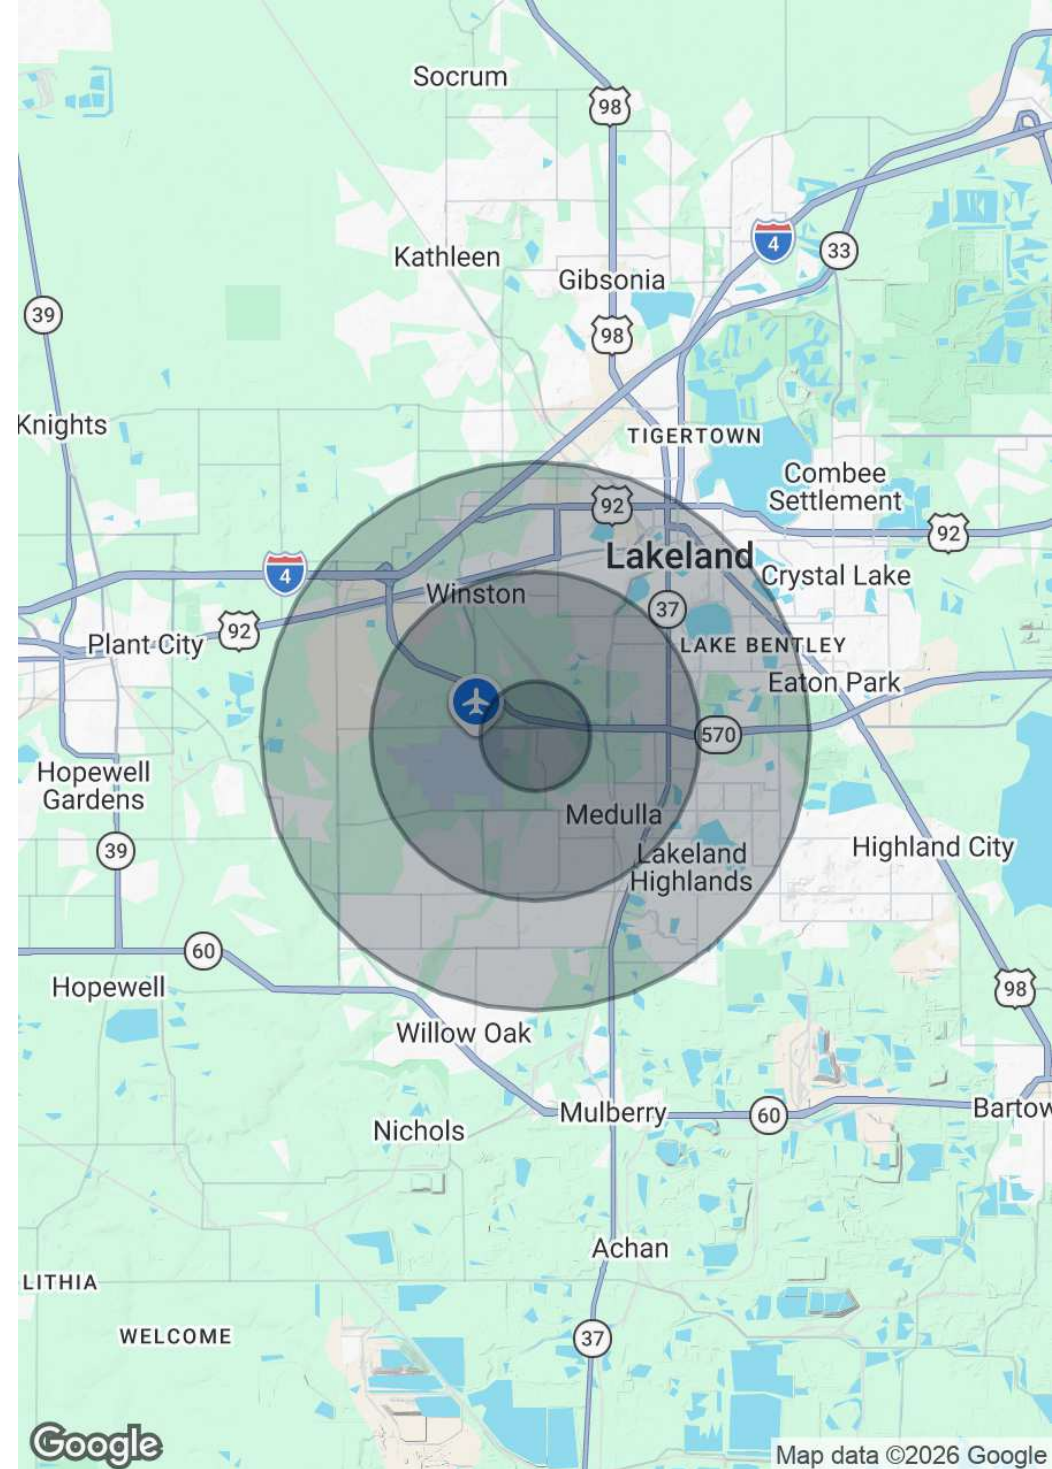 Socrum
98
Kathleen
4
33
Gibsonia
39
98
Knights
TIGERTOWN
Combee
Settlement
92
92
Lakeland
4
Crystal Lake
Winston
37
92
Plant City
LAKE BENTLEY
Eaton Park
570
Hopewell
Gardens
Medulla
39
Highland City
Lakeland
Highlands
60
Hopewell
98
Willow Oak
Mulberry
60
Bartow
Nichols
Achan
LITHIA
WELCOME
37
Google
Map data ©2026 Google